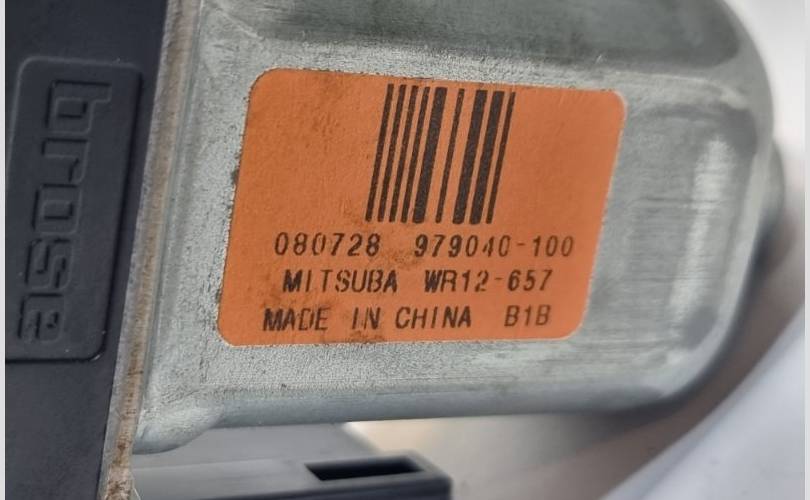 brose
080728 979040-100
MITSUBA WR12-657
MADE IN CHINA B1B